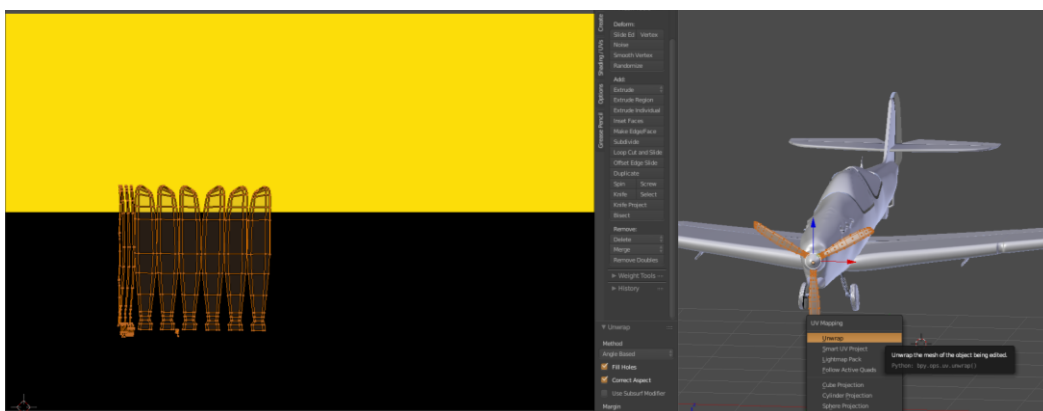 Create
Shading / UVs
Options
Grease Pencil
Deform:
Slide Ed Vertex
Noise
Smooth Vertex
Randomize
Add:
Extrude
Extrude Region
Extrude Individual
Inset Faces
Make Edge/Face
Subdivide
Loop Cut and Slide
Offset Edge Slide
Duplicate
Spin Screw
Knife Select
Knife Project
Bisect
Remove:
Delete
Merge
Remove Doubles
Weight Tools
History
Unwrap
Method
Angle Based
Fill Holes
Correct Aspect
Use Subsurf Modifier
Margin
UV Mapping
Unwrap
Smart UV Project
Lightmap Pack
Follow Active Quads
Cube Projection
Cylinder Projection
Sphere Projection
Unwrap the mesh of the object being edited.
Python: bpy.ops.uv.unwrap()